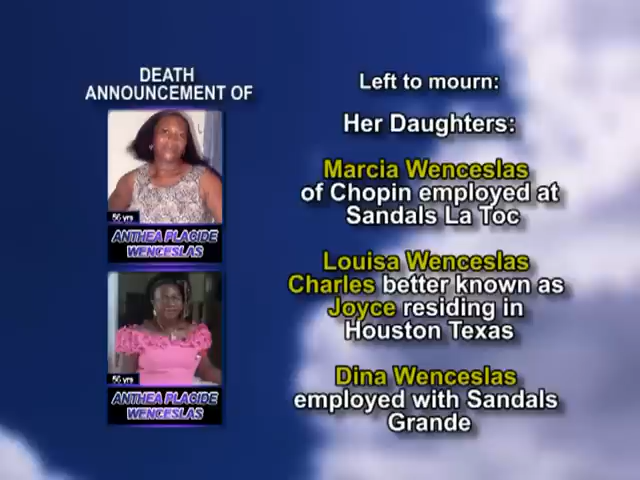 DEATH
ANNOUNCEMENT OF
56 yrs
ANTHEA PLACIDE
WENCESLAS
56 yrs
ANTHEA PLACIDE
WENCESLAS
Left to mourn:
Her Daughters:
Marcia Wenceslas
of Chopin employed at
Sandals La Toc
Louisa Wenceslas
Charles better known as
Joyce residing in
Houston Texas
Dina Wenceslas
employed with Sandals
Grande